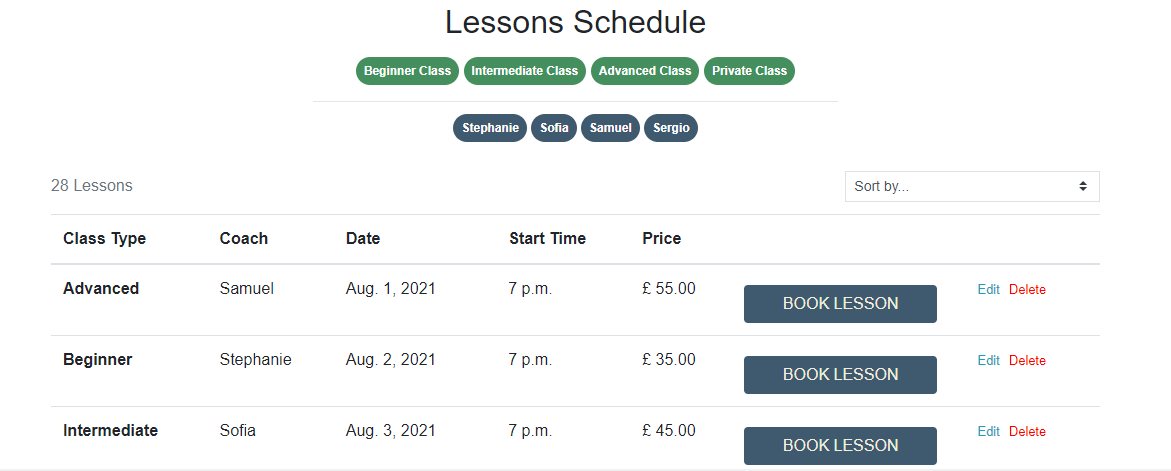 Lessons Schedule
Beginner Class Intermediate Class Advanced Class Private Class
Stephanie Sofia Samuel Sergio
28 Lessons Sort by...
Class Type Coach Date Start Time Price
Advanced Samuel Aug. 1, 2021 7 p.m. £ 55.00 BOOK LESSON Edit Delete
Beginner Stephanie Aug. 2, 2021 7 p.m. £ 35.00 BOOK LESSON Edit Delete
Intermediate Sofia Aug. 3, 2021 7 p.m. £ 45.00 BOOK LESSON Edit Delete